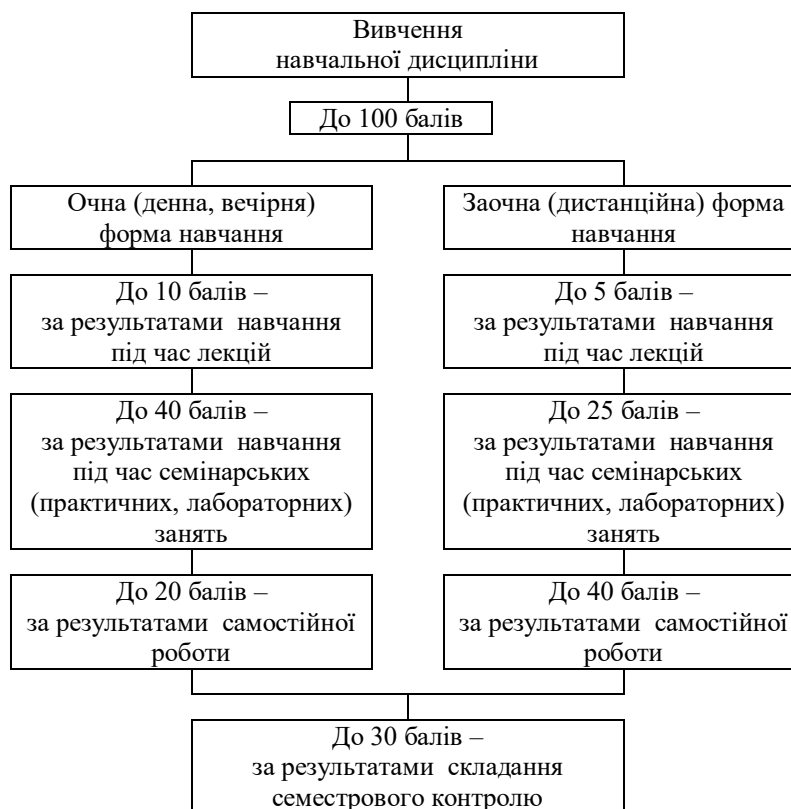 Вивчення
навчальної дисципліни
До 100 балів
Очна (денна, вечірня)
форма навчання
До 10 балів –
за результатами навчання
під час лекцій
До 40 балів –
за результатами навчання
під час семінарських
(практичних, лабораторних)
занять
До 20 балів –
за результатами самостійної
роботи
Заочна (дистанційна) форма
навчання
До 5 балів –
за результатами навчання
під час лекцій
До 25 балів –
за результатами навчання
під час семінарських
(практичних, лабораторних)
занять
До 40 балів –
за результатами самостійної
роботи
До 30 балів –
за результатами складання
семестрового контролю